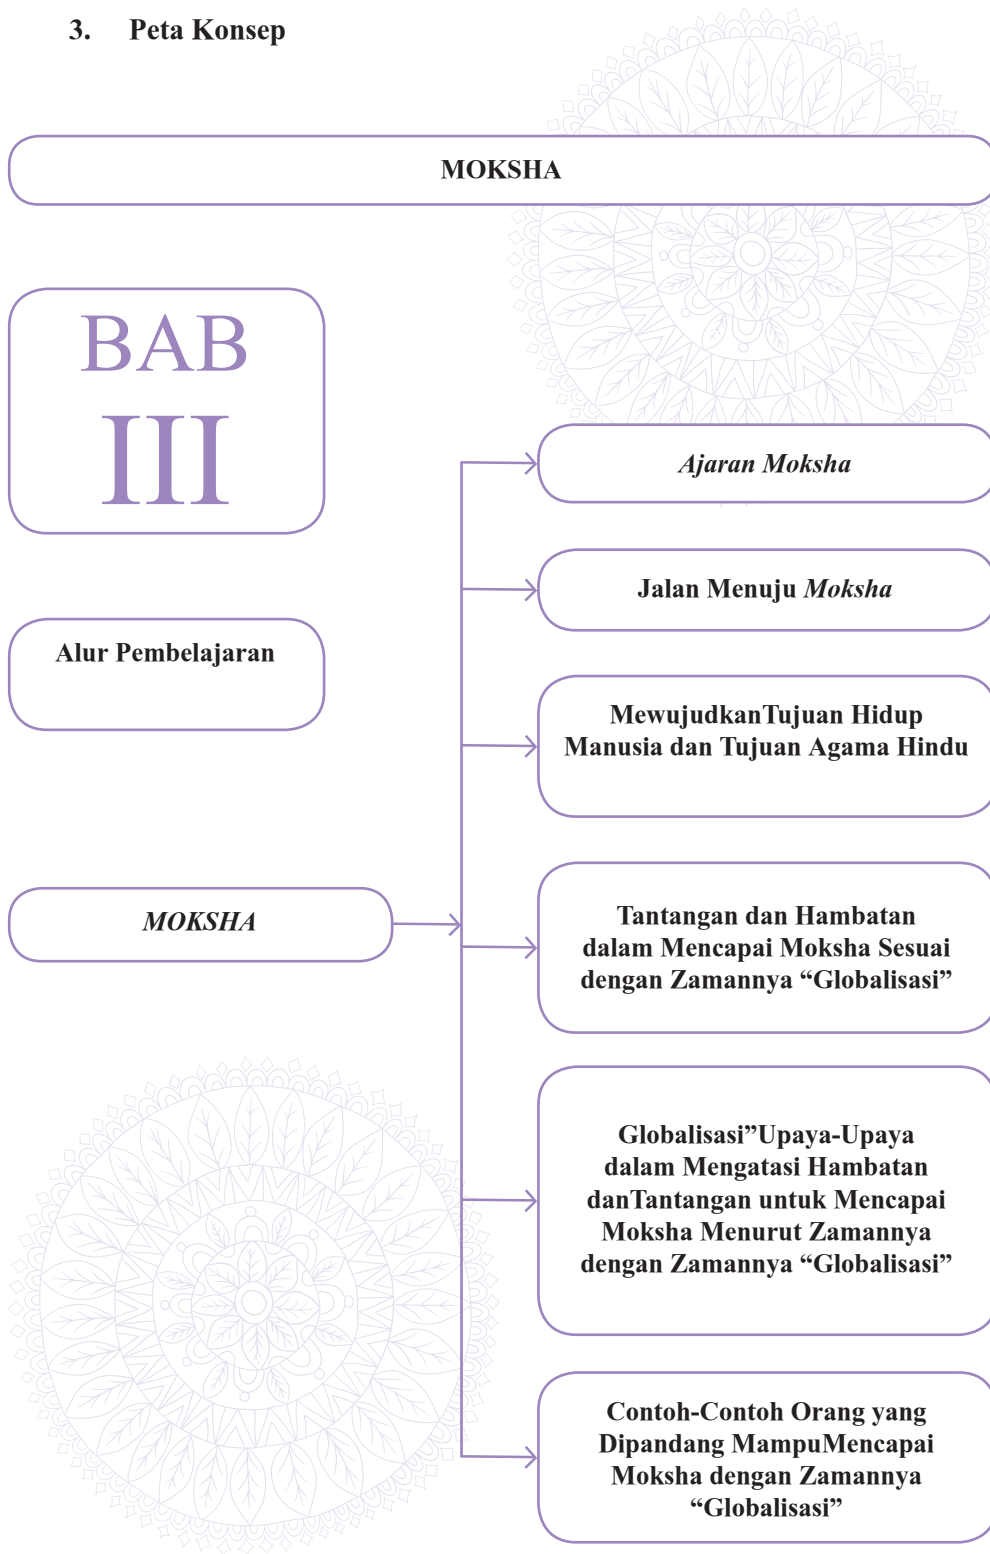 3. Peta Konsep
MOKSHA
BAB
III
Alur Pembelajaran
MOKSHA
Ajaran Moksha
Jalan Menuju Moksha
MewujudkanTujuan Hidup
Manusia dan Tujuan Agama Hindu
Tantangan dan Hambatan
dalam Mencapai Moksha Sesuai
dengan Zamannya “Globalisasi”
Globalisasi”Upaya-Upaya
dalam Mengatasi Hambatan
danTantangan untuk Mencapai
Moksha Menurut Zamannya
dengan Zamannya “Globalisasi”
Contoh-Contoh Orang yang
Dipandang MampuMencapai
Moksha dengan Zamannya
“Globalisasi”